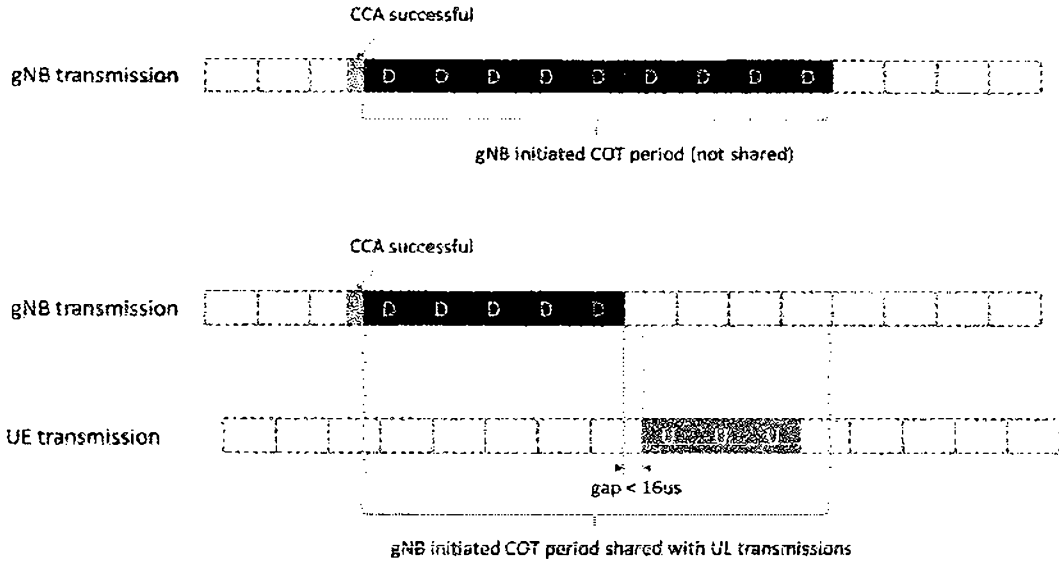 CCA successful
gNB transmission D D D D D D D D D
gNB initiated COT period (not shared)
CCA successful
gNB transmission D D D D D
UE transmission U U U
gap < 16us
gNB initiated COT period shared with UL transmissions